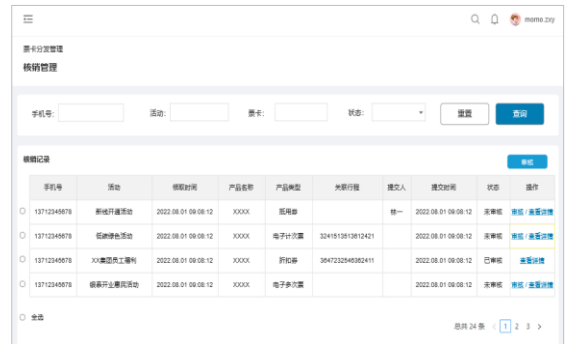 momo.zxy
票卡分发管理
核销管理
手机号: 活动: 票卡: 状态: 重置 查询
核销记录 审核
手机号 活动 领取时间 产品名称 产品类型 关联行程 提交人 提交时间 状态 操作
13712345678 新线开通活动 2022.08.01 09:08:12 XXXX 抵用券 林一 2022.08.01 09:08:12 未审核 审核 / 查看详情
13712345678 低碳绿色活动 2022.08.01 09:08:12 XXXX 电子计次票 3241513513612421 2022.08.01 09:08:12 未审核 审核 / 查看详情
13712345678 XX集团员工福利 2022.08.01 09:08:12 XXXX 折扣券 3647232546362411 2022.08.01 09:08:12 已审核 查看详情
13712345678 银泰开业惠民活动 2022.08.01 09:08:12 XXXX 电子多次票 2022.08.01 09:08:12 未审核 审核 / 查看详情
全选
总共 24 条 < 1 2 3 >